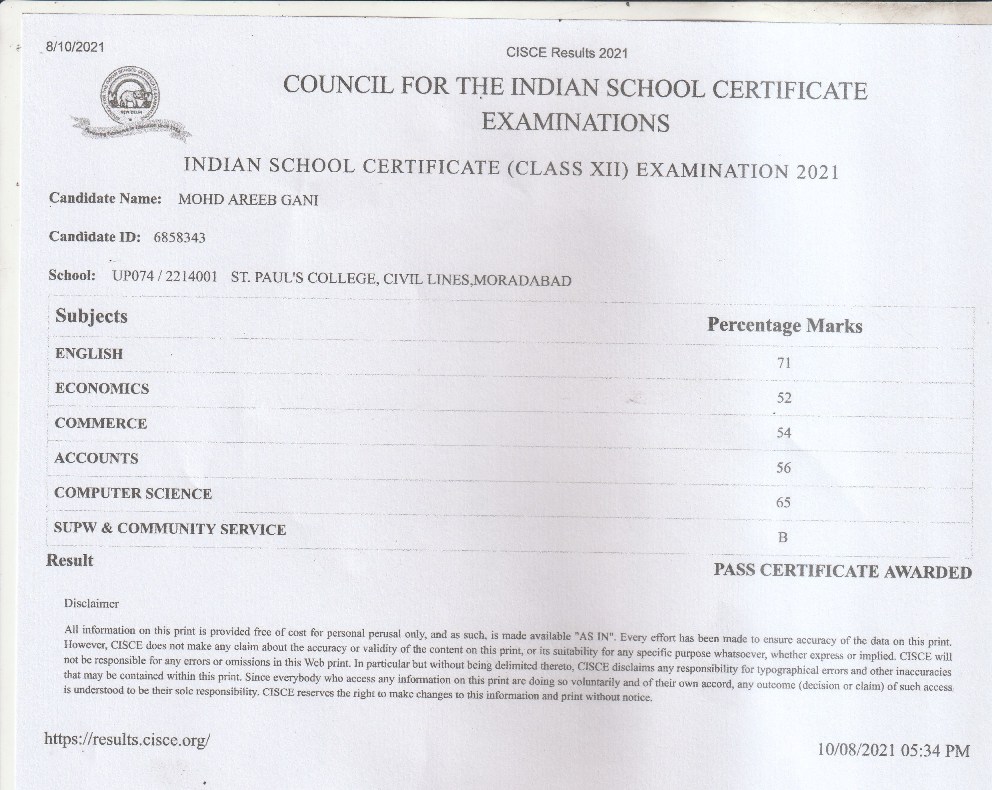 8/10/2021
CISCE Results 2021
COUNCIL FOR THE INDIAN SCHOOL CERTIFICATE
EXAMINATIONS
NEW DELHI
INDIAN SCHOOL CERTIFICATE (CLASS XII) EXAMINATION 2021
Candidate Name: MOHD AREEB GANI
Candidate ID: 6858343
School: UP074 / 2214001 ST. PAUL'S COLLEGE, CIVIL LINES,MORADABAD
Subjects Percentage Marks
ENGLISH 71
ECONOMICS 52
COMMERCE 54
ACCOUNTS 56
COMPUTER SCIENCE 65
SUPW & COMMUNITY SERVICE B
Result PASS CERTIFICATE AWARDED
Disclaimer
All information on this print is provided free of cost for personal perusal only, and as such, is made available "AS IN". Every effort has been made to ensure accuracy of the data on this print.
However, CISCE does not make any claim about the accuracy or validity of the content on this print, or its suitability for any specific purpose whatsoever, whether express or implied. CISCE will
not be responsible for any errors or omissions in this Web print. In particular but without being delimited thereto, CISCE disclaims any responsibility for typographical errors and other inaccuracies
that may be contained within this print. Since everybody who access any information on this print are doing so voluntarily and of their own accord, any outcome (decision or claim) of such access
is understood to be their sole responsibility. CISCE reserves the right to make changes to this information and print without notice.
https://results.cisce.org/
10/08/2021 05:34 PM